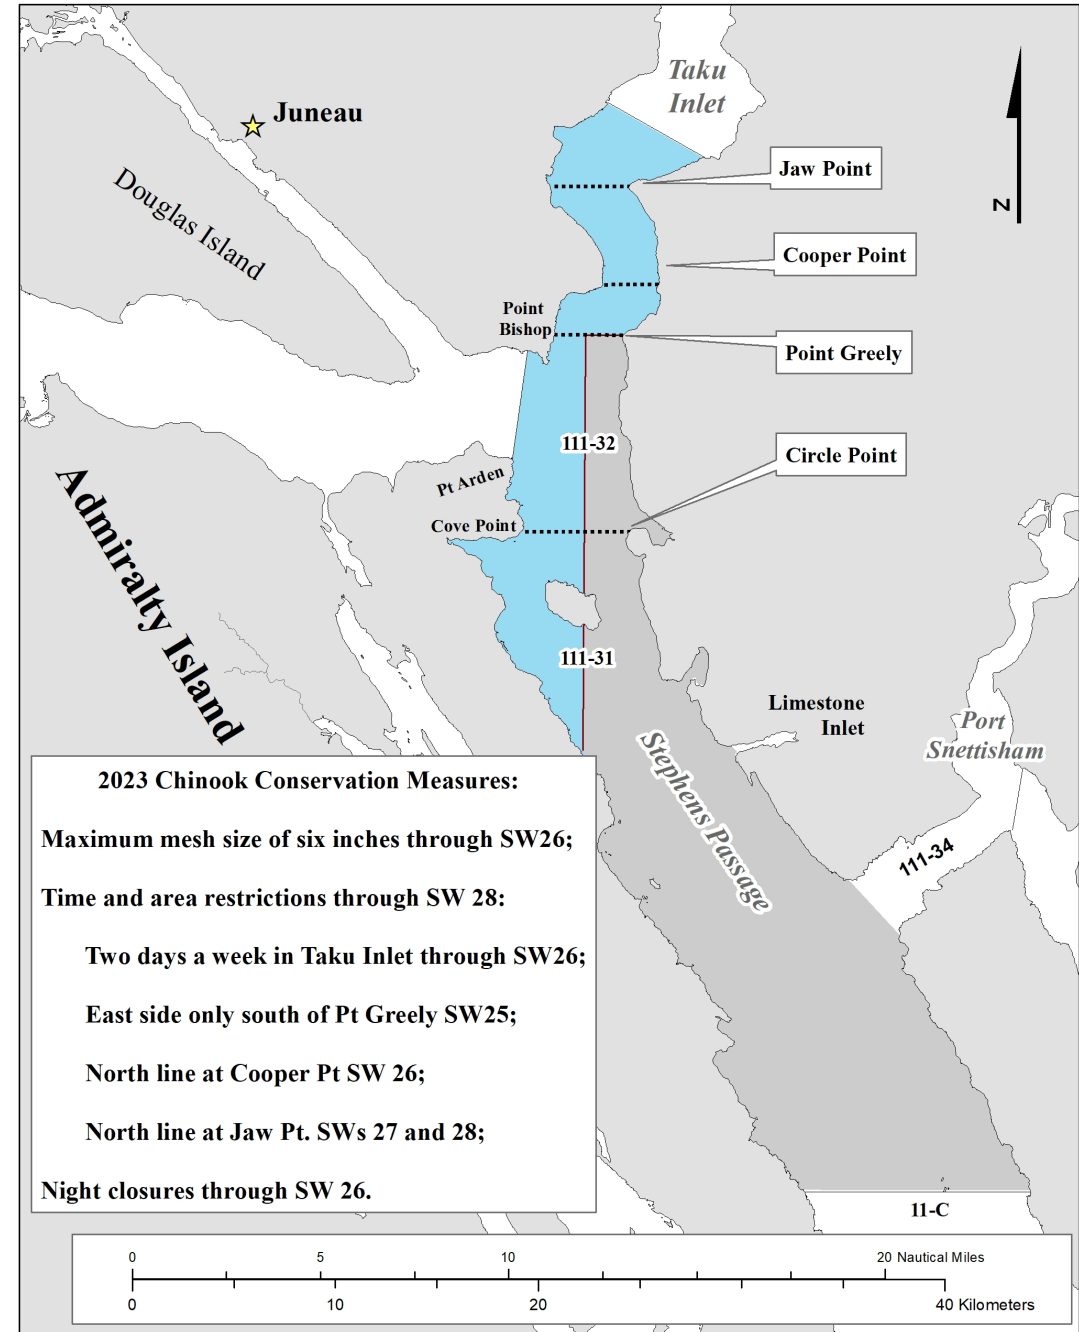 Taku
Inlet
Juneau
Jaw Point
Douglas Island
N
Cooper Point
Point
Bishop
Point Greely
111-32
Circle Point
Pt Arden
Cove Point
Admiralty Island
111-31
Limestone
Inlet
Port
Snettisham
Stephens Passage
111-34
2023 Chinook Conservation Measures:
Maximum mesh size of six inches through SW26;
Time and area restrictions through SW 28:
Two days a week in Taku Inlet through SW26;
East side only south of Pt Greely SW25;
North line at Cooper Pt SW 26;
North line at Jaw Pt. SWs 27 and 28;
Night closures through SW 26.
11-C
0 5 10 20 Nautical Miles
0 10 20 40 Kilometers